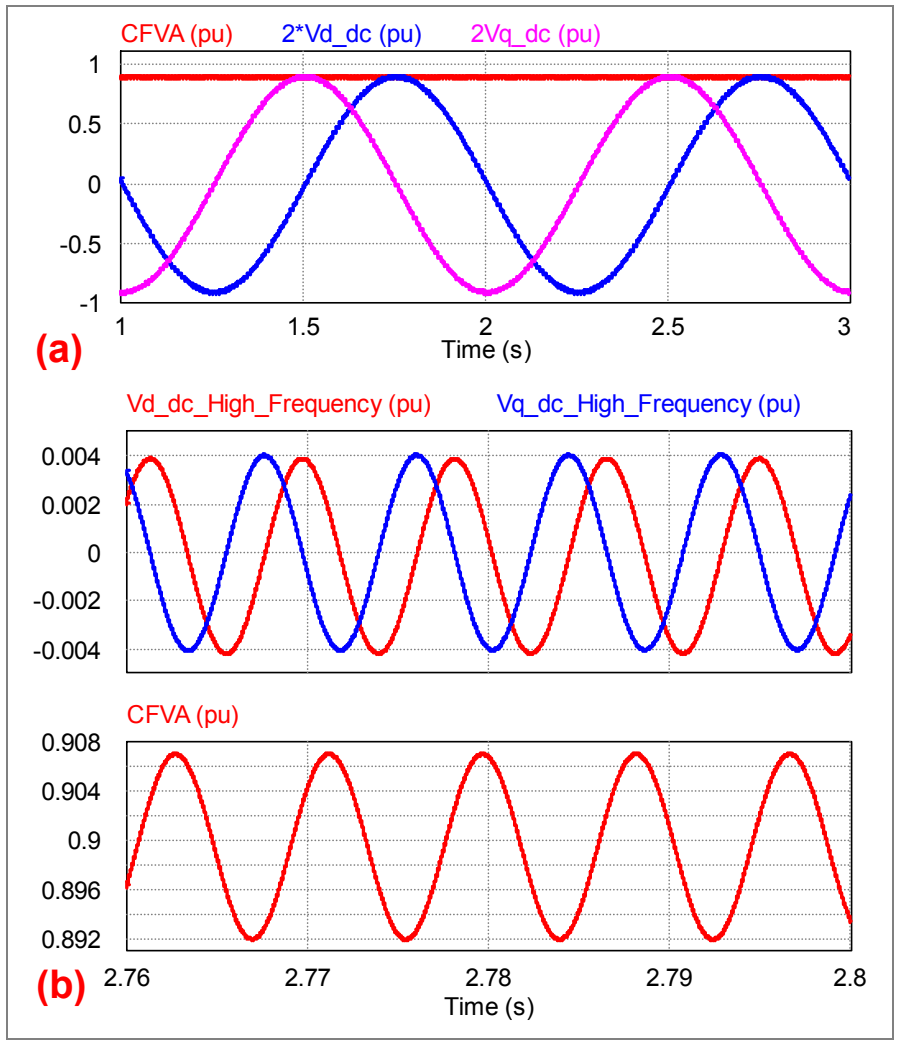 CFVA (pu) 2*Vd_dc (pu) 2Vq_dc (pu)
1
0.5
0
-0.5
-1
1 1.5 2 2.5 3
Time (s)
(a)
Vd_dc_High_Frequency (pu) Vq_dc_High_Frequency (pu)
0.004
0.002
0
-0.002
-0.004
CFVA (pu)
0.908
0.904
0.9
0.896
0.892
2.76 2.77 2.78 2.79 2.8
Time (s)
(b)